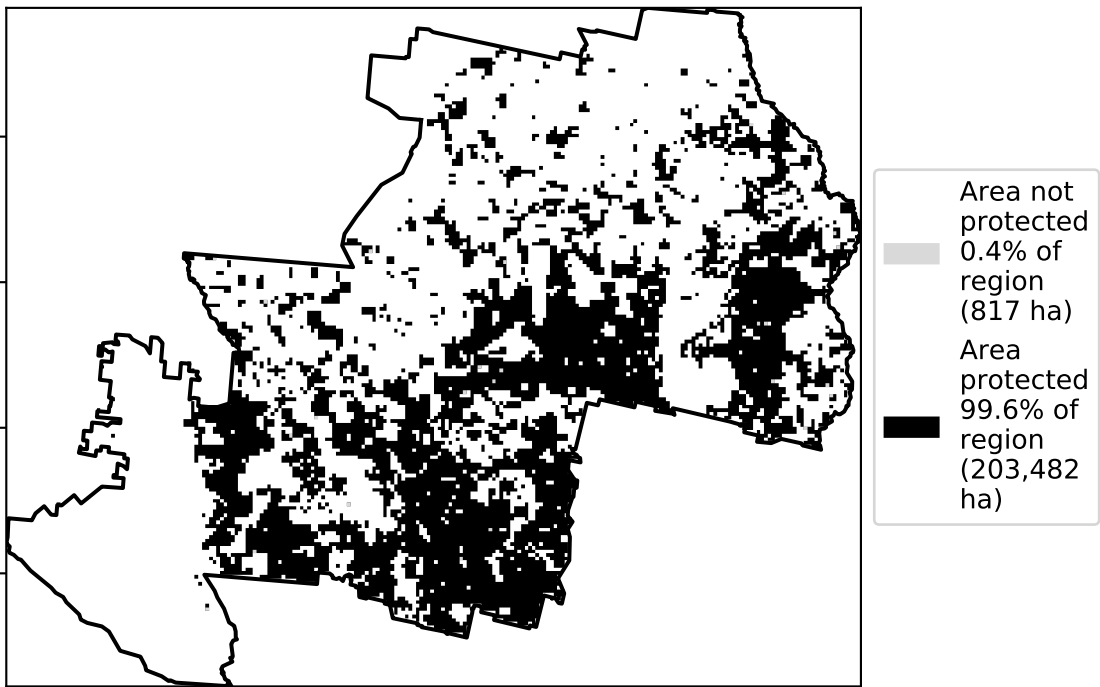 Area not
protected
0.4% of
region
(817 ha)
Area
protected
99.6% of
region
(203,482
ha)